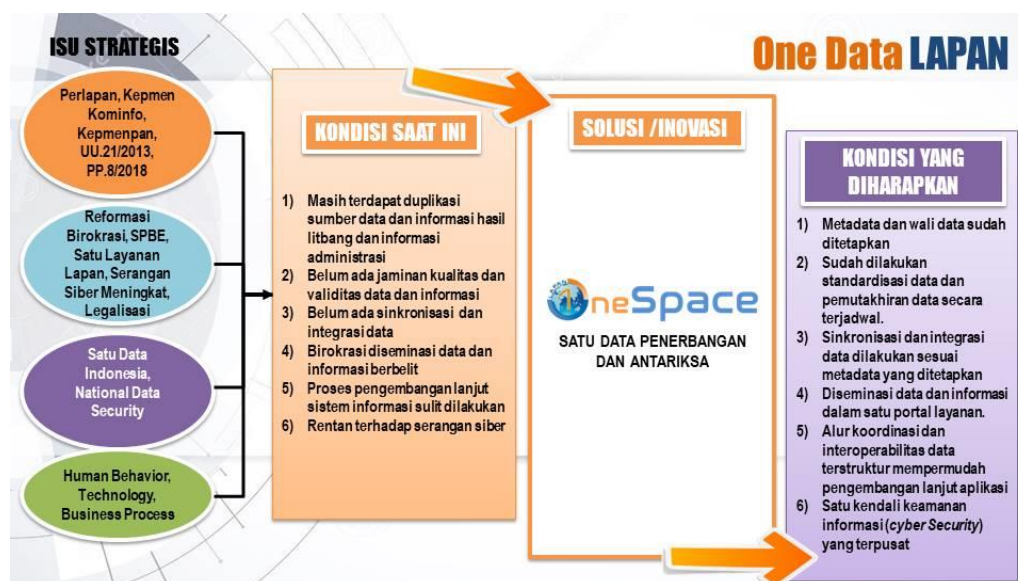 ISU STRATEGIS
One Data LAPAN
Perlapan, Kepmen
Kominfo,
Kepmenpan,
UU.21/2013,
PP.8/2018
Reformasi
Birokrasi, SPBE,
Satu Layanan
Lapan, Serangan
Siber Meningkat,
Legalisasi
Satu Data
Indonesia,
National Data
Security
Human Behavior,
Technology,
Business Process
KONDISI SAAT INI
1) Masih terdapat duplikasi
sumber data dan informasi hasil
litbang dan informasi
administrasi
2) Belum ada jaminan kualitas dan
validitas data dan informasi
3) Belum ada sinkronisasi dan
integrasi data
4) Birokrasi diseminasi data dan
informasi berbelit
5) Proses pengembangan lanjut
sistem informasi sulit dilakukan
6) Rentan terhadap serangan siber
SOLUSI /INOVASI
OneSpace
SATU DATA PENERBANGAN
DAN ANTARIKSA
KONDISI YANG
DIHARAPKAN
1) Metadata dan wali data sudah
ditetapkan
2) Sudah dilakukan
standardisasi data dan
pemutakhiran data secara
terjadwal.
3) Sinkronisasi dan integrasi
data dilakukan sesuai
metadata yang ditetapkan
4) Diseminasi data dan informasi
dalam satu portal layanan.
5) Alur koordinasi dan
interoperabilitas data
terstruktur mempermudah
pengembangan lanjut aplikasi
6) Satu kendali keamanan
informasi (cyber Security)
yang terpusat